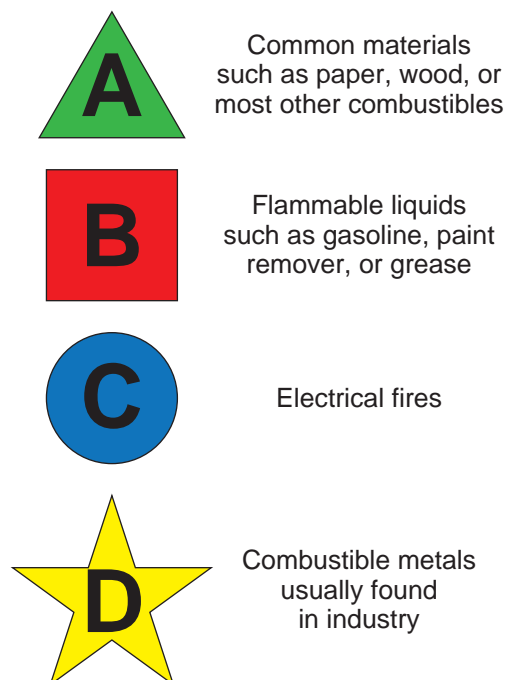 A
Common materials
such as paper, wood, or
most other combustibles
B
Flammable liquids
such as gasoline, paint
remover, or grease
C
Electrical fires
D
Combustible metals
usually found
in industry